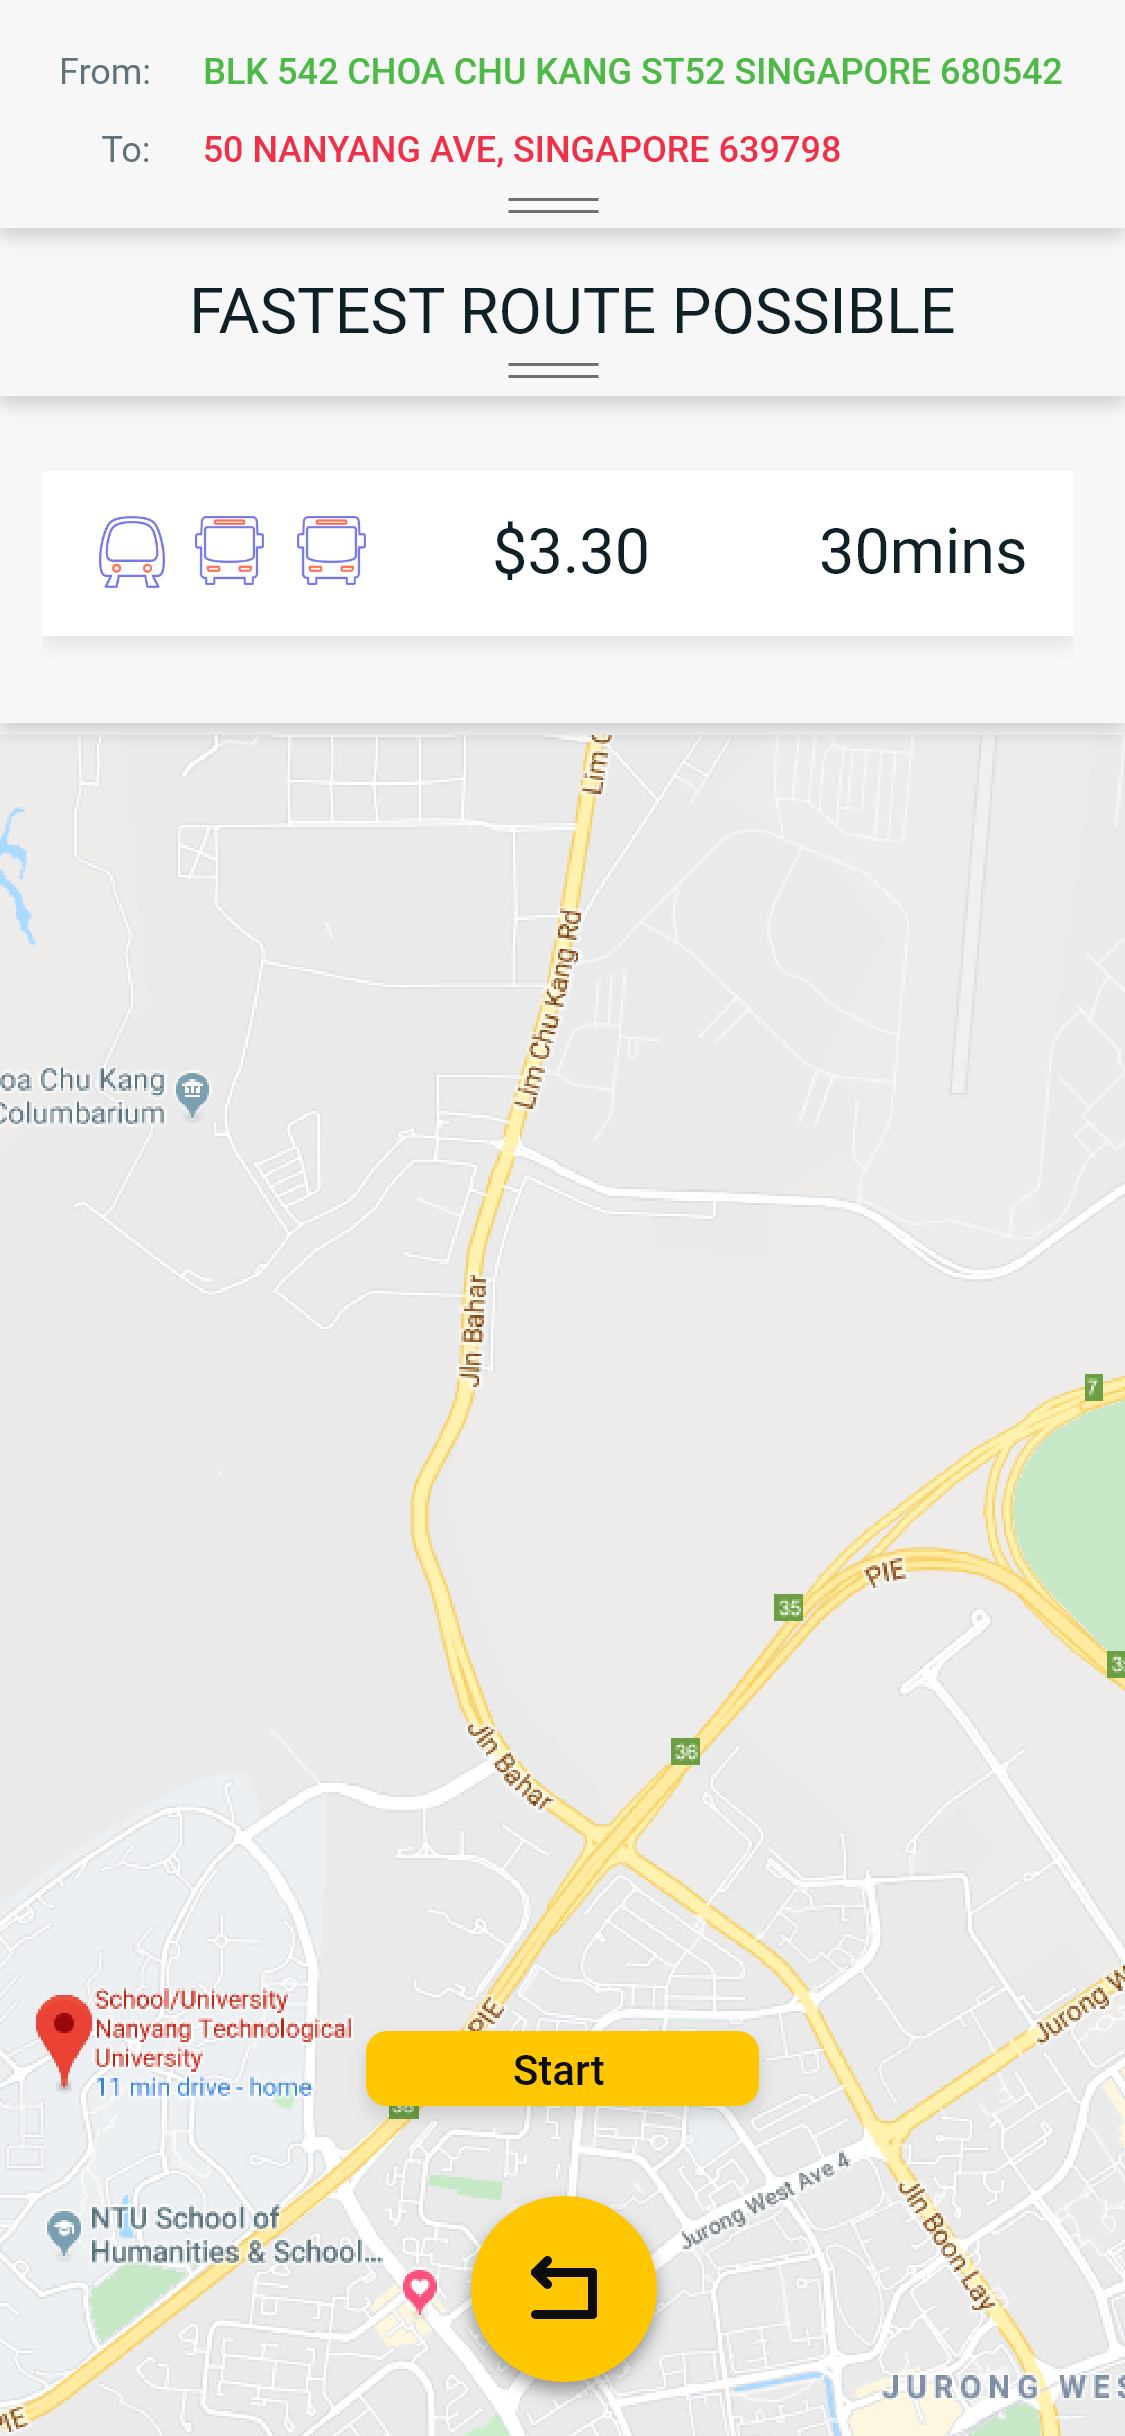 From: BLK 542 CHOA CHU KANG ST52 SINGAPORE 680542
To: 50 NANYANG AVE, SINGAPORE 639798
FASTEST ROUTE POSSIBLE
$3.30 30mins
Lim C
Lim Chu Kang Rd
oa Chu Kang
Columbarium
Jln Bahar
7
PIE
35
3
36
Jln Bahar
School/University
Nanyang Technological
University
11 min drive - home
PIE
Jurong W
Start
Jurong West Ave 4
NTU School of
Humanities & School...
Jln Boon Lay
JURONG WES
PIE